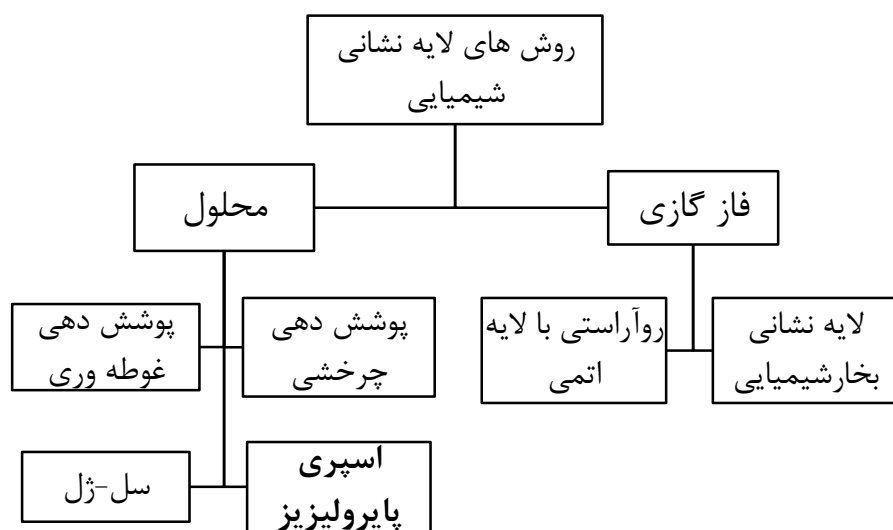 روش های لایه نشانی
شیمیایی
فاز گازی
محلول
لایه نشانی
بخارشیمیایی
روآراستی با لایه
اتمی
پوشش دهی
چرخشی
پوشش دهی
غوطه وری
اسپری
پایرولیزیز
سل-ژل